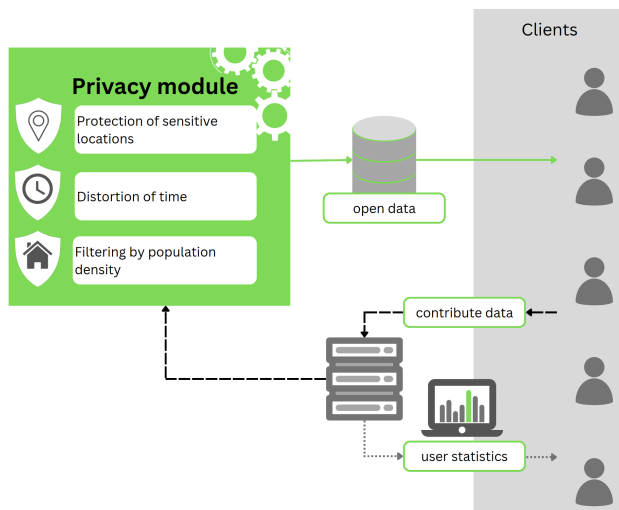 Clients
Privacy module
Protection of sensitive
locations
Distortion of time
Filtering by population
density
open data
contribute data
user statistics